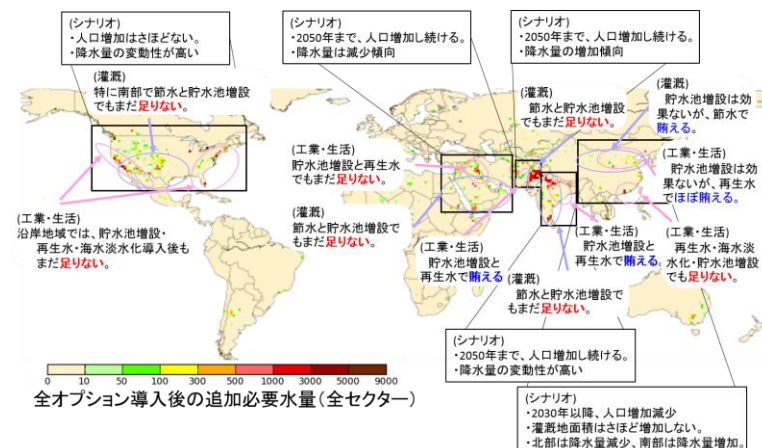 (シナリオ)
・人口増加はさほどない。
・降水量の変動性が高い
(シナリオ)
・2050年まで、人口増加し続ける。
・降水量は減少傾向
(シナリオ)
・2050年まで、人口増加し続ける。
・降水量の増加傾向
(灌漑)
特に南部で節水と貯水池増設
でもまだ足りない。
(灌漑)
節水と貯水池増設
でもまだ足りない。
(灌漑)
貯水池増設は効
果ないが、節水で
賄える。
(工業・生活)
貯水池増設と再生水
でもまだ足りない。
(工業・生活)
貯水池増設は効
果ないが、再生水
でほぼ賄える。
(工業・生活)
沿岸地域では、貯水池増設・
再生水・海水淡水化導入後も
まだ足りない。
(灌漑)
節水と貯水池増設で
もまだ足りない。
(工業・生活)
貯水池増設と
再生水で賄える
(工業・生活)
貯水池増設と
再生水で賄える。
(工業・生活)
再生水・海水淡
水化・貯水池増設
でも足りない。
(灌漑)
節水と貯水池増設で
もまだ足りない。
(シナリオ)
・2050年まで、人口増加し続ける。
・降水量の変動性が高い
(シナリオ)
・2030年以降、人口増加減少
・灌漑地面積はさほど増加しない。
・北部は降水量減少、南部は降水量増加。
0 10 50 100 300 500 1000 3000 5000 9000
全オプション導入後の追加必要水量(全セクター)